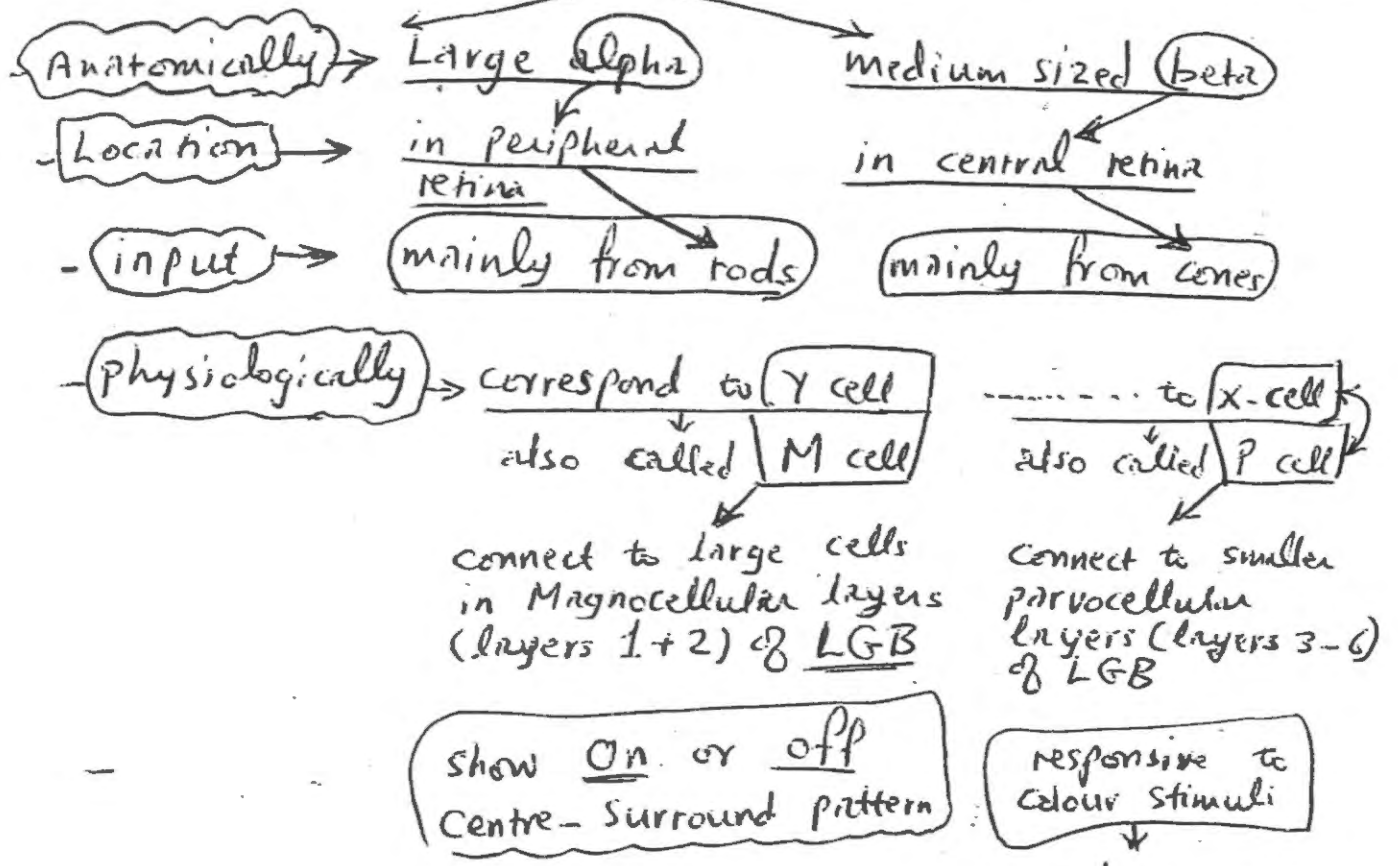 - Anatomically → Large alpha medium sized beta
- Location → in peripheral in central retina
retina
- input → mainly from rods mainly from cones
- physiologically → correspond to Y cell --------- to X-cell
also called M cell also called P cell
connect to large cells connect to smaller
in Magnocellular layers parvocellular
(layers 1+2) of LGB layers (layers 3-6)
of LGB
- show On or off responsive to
Centre-Surround pattern colour stimuli